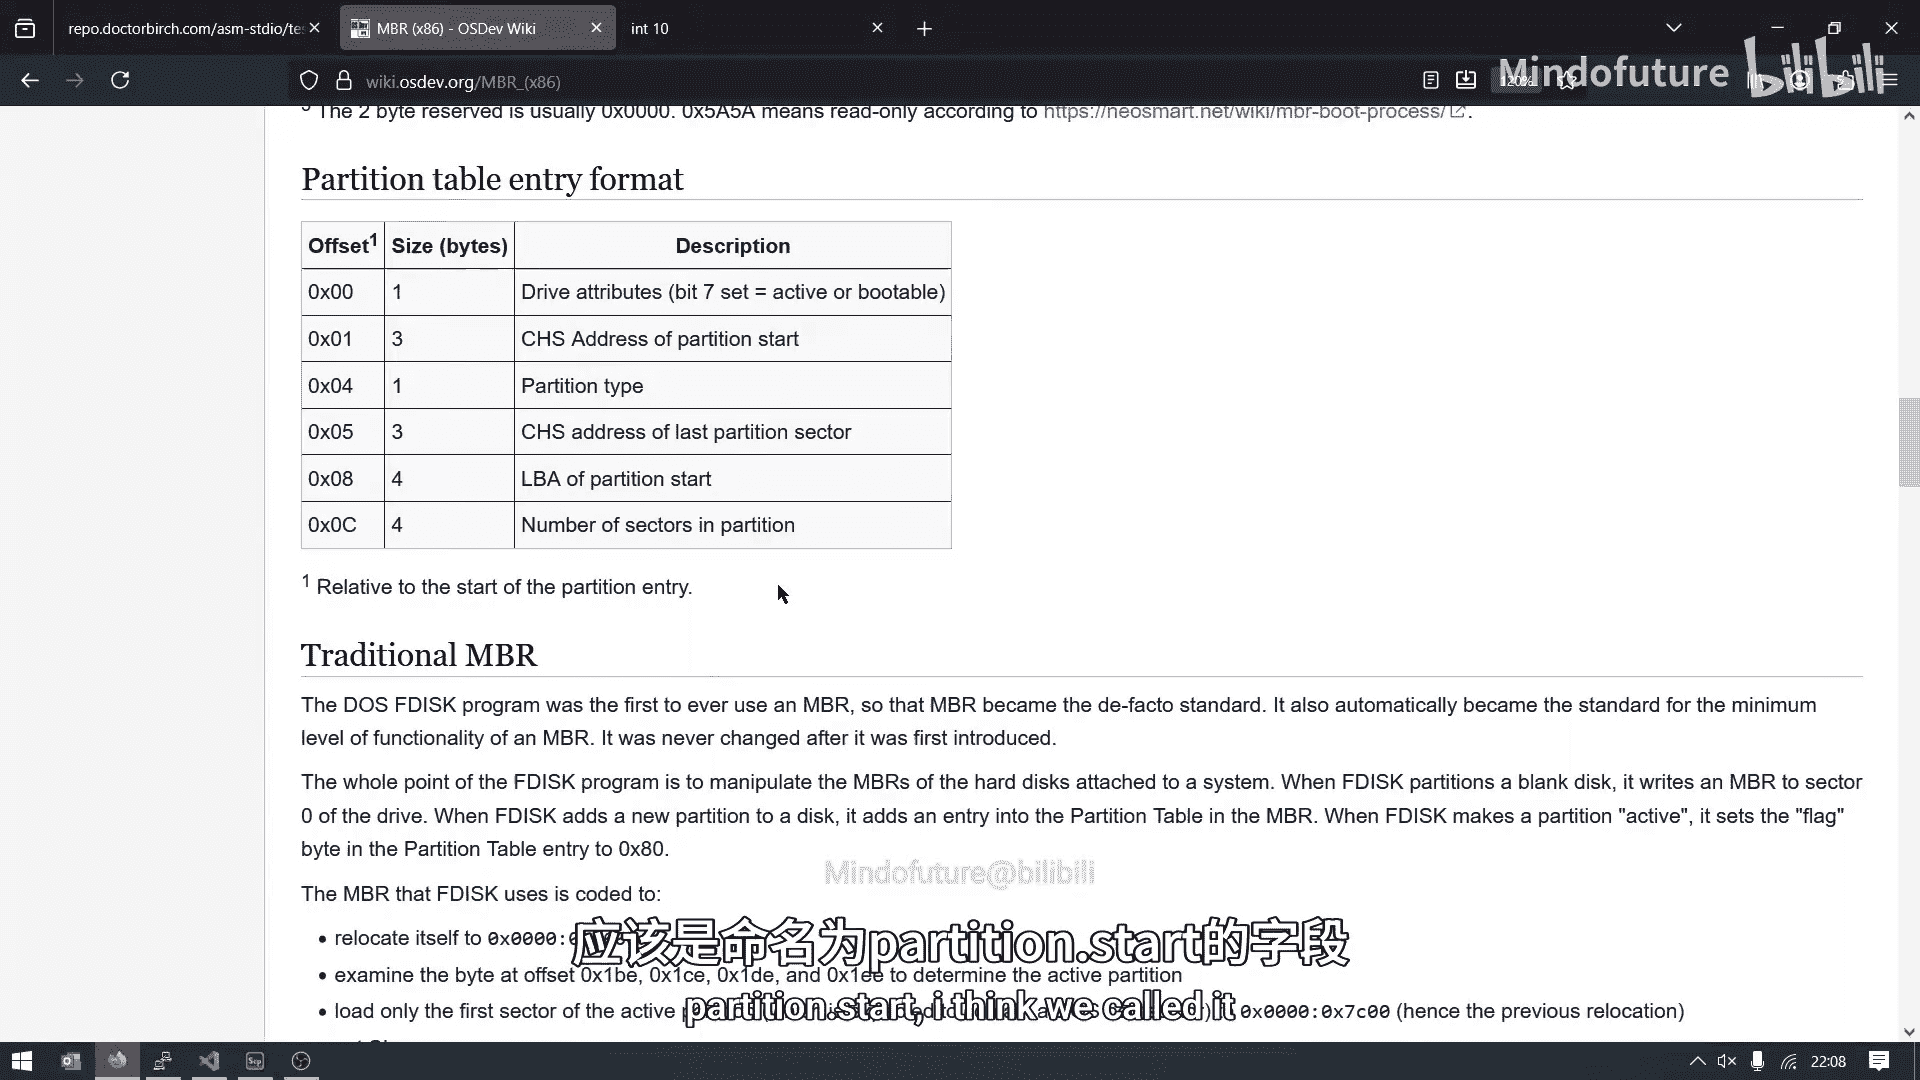 repo.doctorbirch.com/asm-stdio/te
MBR (x86) - OSDev Wiki
int 10
wiki.osdev.org/MBR_(x86)
120%
Mindofuture bilibili
The 2 byte reserved is usually 0x0000. 0x5A5A means read-only according to https://neosmart.net/wiki/mbr-boot-process/.
Partition table entry format
Offset1 Size (bytes) Description
0x00 1 Drive attributes (bit 7 set = active or bootable)
0x01 3 CHS Address of partition start
0x04 1 Partition type
0x05 3 CHS address of last partition sector
0x08 4 LBA of partition start
0x0C 4 Number of sectors in partition
1 Relative to the start of the partition entry.
Traditional MBR
The DOS FDISK program was the first to ever use an MBR, so that MBR became the de-facto standard. It also automatically became the standard for the minimum
level of functionality of an MBR. It was never changed after it was first introduced.
The whole point of the FDISK program is to manipulate the MBRs of the hard disks attached to a system. When FDISK partitions a blank disk, it writes an MBR to sector
0 of the drive. When FDISK adds a new partition to a disk, it adds an entry into the Partition Table in the MBR. When FDISK makes a partition "active", it sets the "flag"
byte in the Partition Table entry to 0x80.
Mindofuture@bilibili
The MBR that FDISK uses is coded to:
• relocate itself to 0x0000:
应该是命名为partition.start的字段
• examine the byte at offset 0x1be, 0x1ce, 0x1de, and 0x1ee to determine the active partition
• load only the first sector of the active 0x0000:0x7c00 (hence the previous relocation)
partition.start, i think we called it
22:08